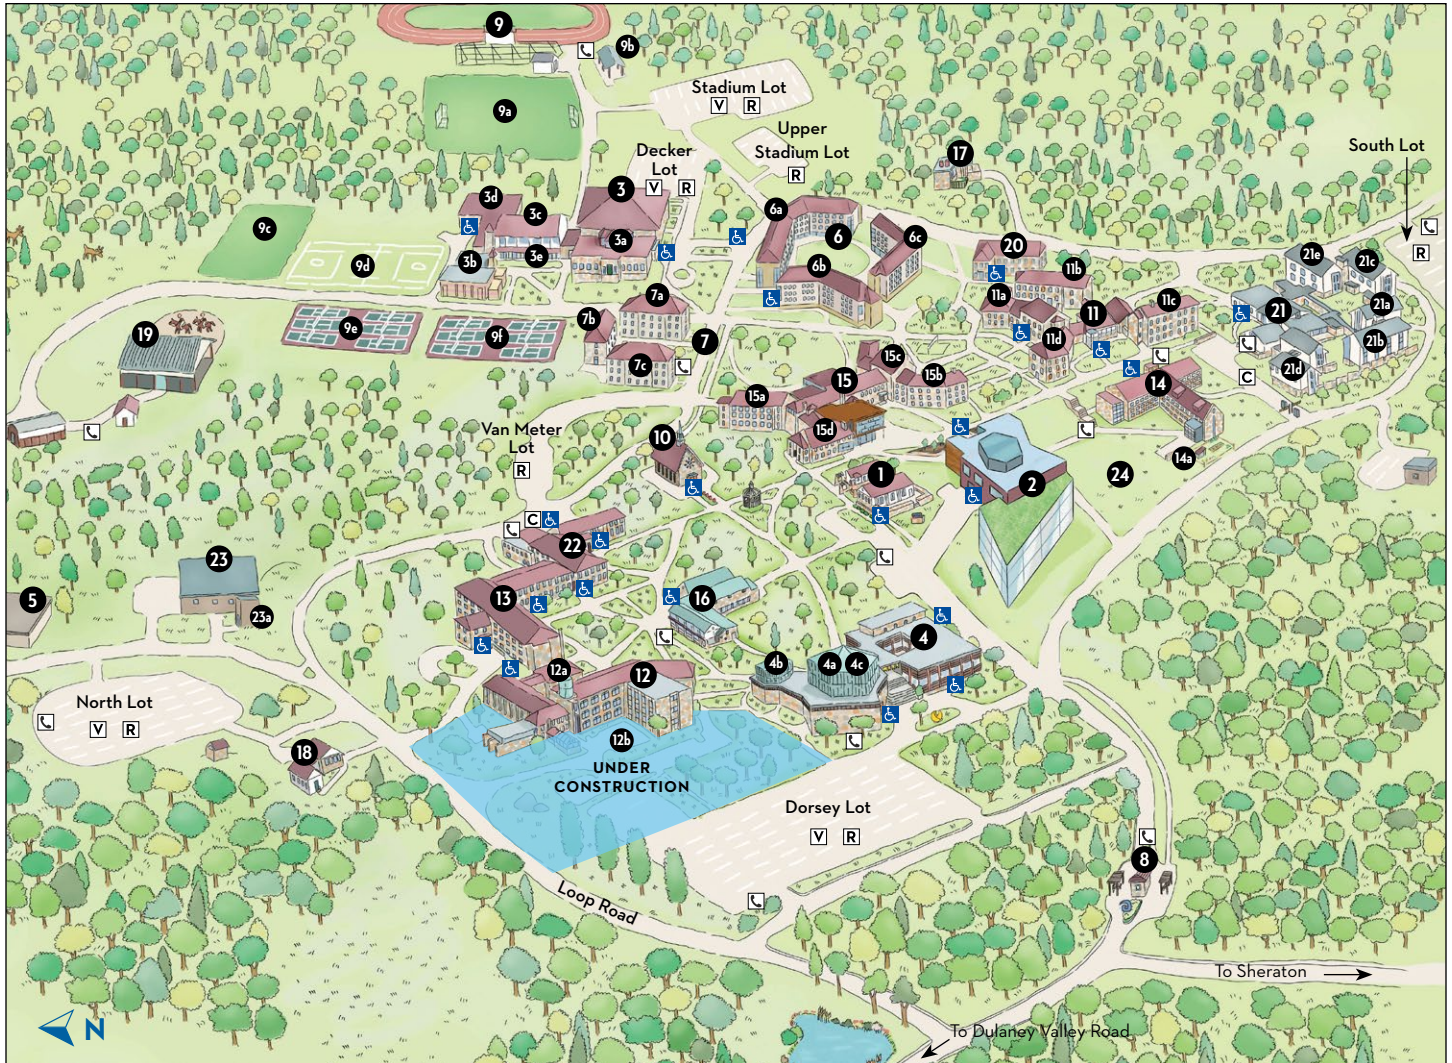 9
9b
9a
Stadium Lot
V R
Upper
Stadium Lot
R
Decker
Lot
V R
17
South Lot
R
3d
3
3c
3a
3e
3b
9c
9d
6a
6
6c
6b
20
11b
11a
11
11c
11d
21e
21c
21
21a
21b
21d
C
19
9e
9f
7a
7b
7
7c
15c
15
15b
15a
15d
14
14a
Van Meter
Lot
R
10
1
2
24
C
22
23
23a
5
13
16
4
4b
4a
4c
12a
12
12b
UNDER
CONSTRUCTION
North Lot
V R
18
Dorsey Lot
V R
8
Loop Road
To Sheraton
To Dulaney Valley Road
N